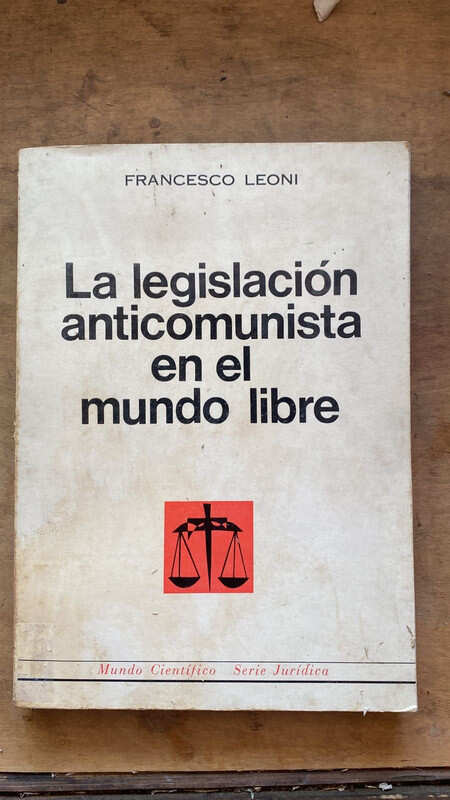 FRANCESCO LEONI
La legislación
anticomunista
en el
mundo libre
Mundo Científico Serie Jurídica